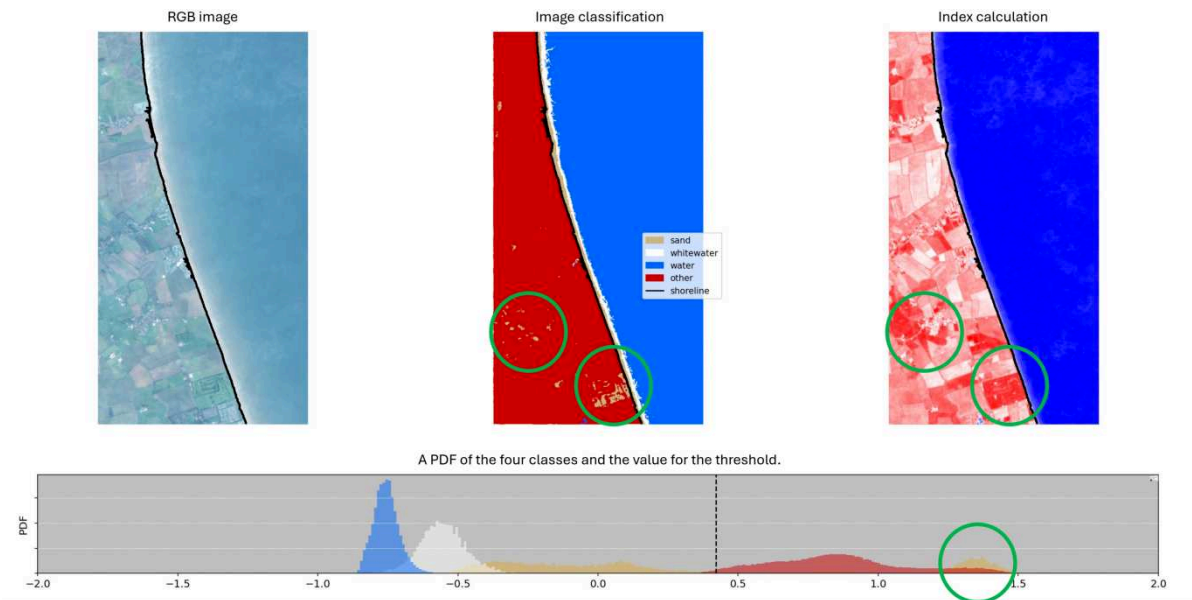 RGB image
Image classification
Index calculation
sand
whitewater
water
other
shoreline
A PDF of the four classes and the value for the threshold.
PDF
−2.0 −1.5 −1.0 −0.5 0.0 0.5 1.0 1.5 2.0